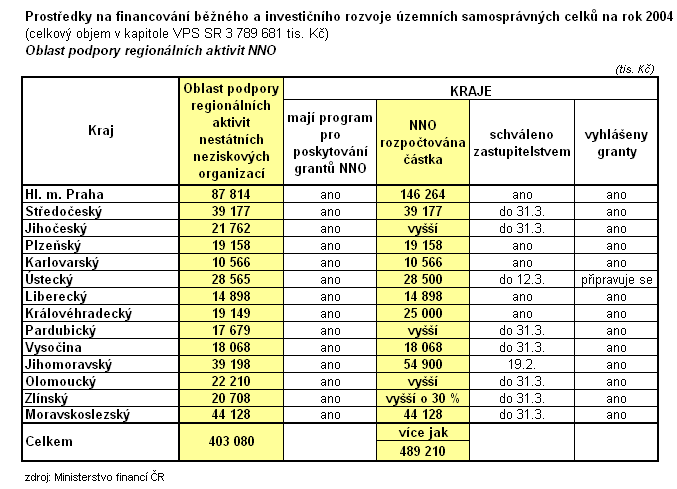 Prostředky na financování běžného a investičního rozvoje územních samosprávných celků na rok 2004
(celkový objem v kapitole VPS SR 3 789 681 tis. Kč)
Oblast podpory regionálních aktivit NNO
(tis. Kč)
Kraj
Oblast podpory
regionálních
aktivit
nestátních
neziskových
organizací
KRAJE
mají program
pro
poskytování
grantů NNO
NNO
rozpočtována
částka
schváleno
zastupitelstvem
vyhlášeny
granty
Hl. m. Praha 87 814 ano 146 264 ano ano
Středočeský 39 177 ano 39 177 do 31.3. ano
Jihočeský 21 762 ano vyšší do 31.3. ano
Plzeňský 19 158 ano 19 158 ano ano
Karlovarský 10 566 ano 10 566 ano ano
Ústecký 28 565 ano 28 500 do 12.3. připravuje se
Liberecký 14 898 ano 14 898 ano ano
Královéhradecký 19 149 ano 25 000 ano ano
Pardubický 17 679 ano vyšší do 31.3. ano
Vysočina 18 068 ano 18 068 do 31.3. ano
Jihomoravský 39 198 ano 54 900 19.2. ano
Olomoucký 22 210 ano vyšší do 31.3. ano
Zlínský 20 708 ano vyšší o 30 % do 31.3. ano
Moravskoslezský 44 128 ano 44 128 do 31.3. ano
Celkem 403 080 více jak
489 210
zdroj: Ministerstvo financí ČR